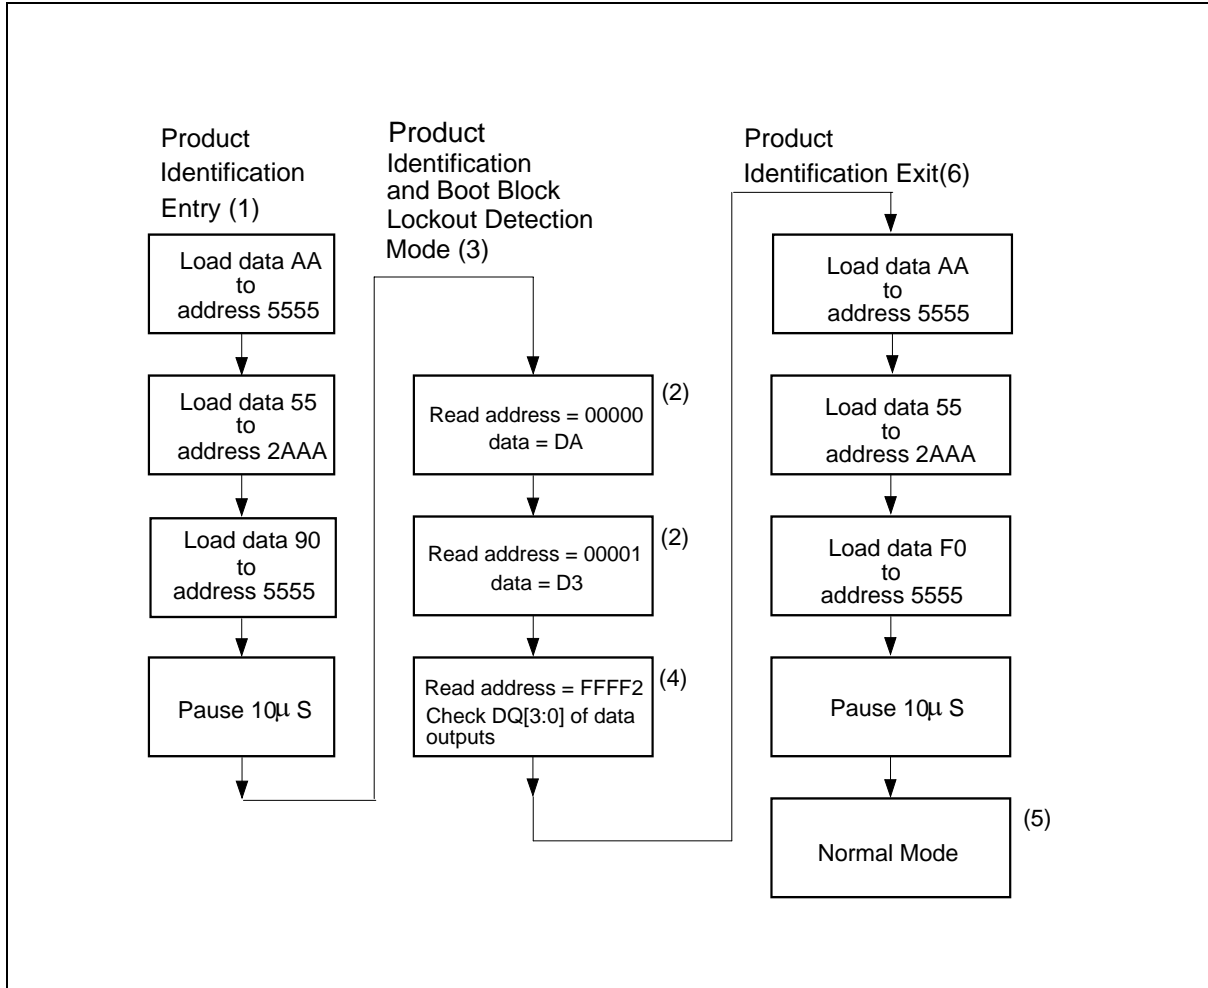 Product
Identification
Entry (1)
Load data AA
to
address 5555
Load data 55
to
address 2AAA
Load data 90
to
address 5555
Pause 10μ S
Product
Identification
and Boot Block
Lockout Detection
Mode (3)
Read address = 00000
data = DA
(2)
Read address = 00001
data = D3
(2)
Read address = FFFF2
Check DQ[3:0] of data
outputs
(4)
Product
Identification Exit(6)
Load data AA
to
address 5555
Load data 55
to
address 2AAA
Load data F0
to
address 5555
Pause 10μ S
Normal Mode
(5)